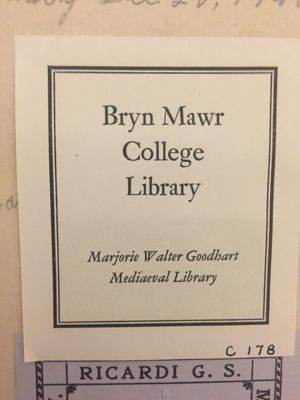 Bryn Mawr
College
Library
Marjorie Walter Goodhart
Mediaeval Library
C 178
RICARDI G. S.